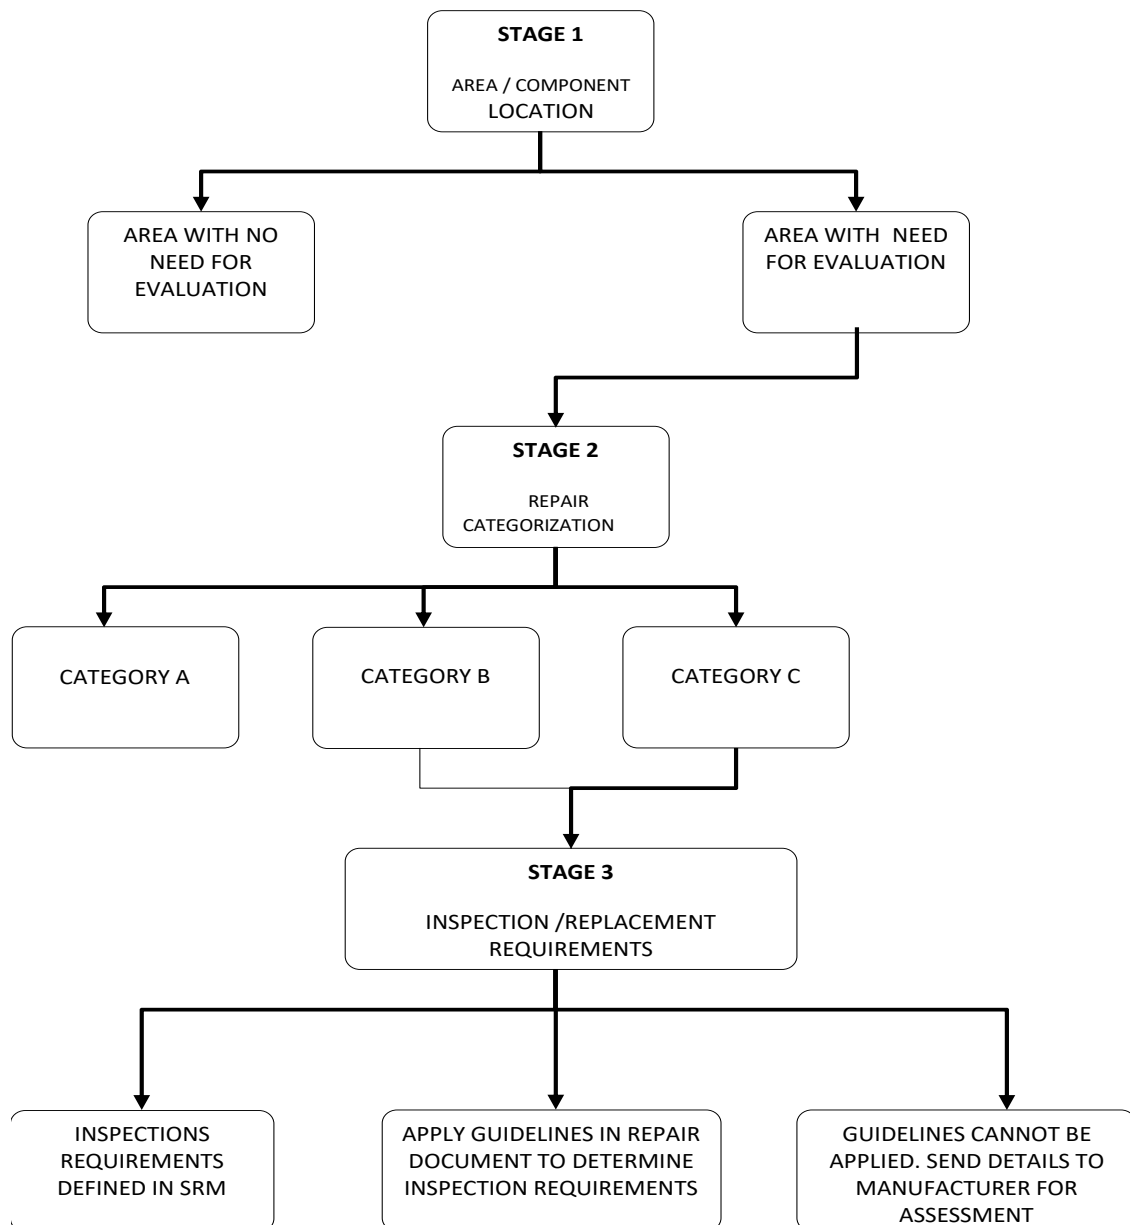 STAGE 1
AREA / COMPONENT
LOCATION
AREA WITH NO
NEED FOR
EVALUATION
AREA WITH  NEED
FOR EVALUATION
STAGE 2
REPAIR
CATEGORIZATION
CATEGORY A
CATEGORY B
CATEGORY C
STAGE 3
INSPECTION /REPLACEMENT
REQUIREMENTS
INSPECTIONS
REQUIREMENTS
DEFINED IN SRM
APPLY GUIDELINES IN REPAIR
DOCUMENT TO DETERMINE
INSPECTION REQUIREMENTS
GUIDELINES CANNOT BE
APPLIED. SEND DETAILS TO
MANUFACTURER FOR
ASSESSMENT